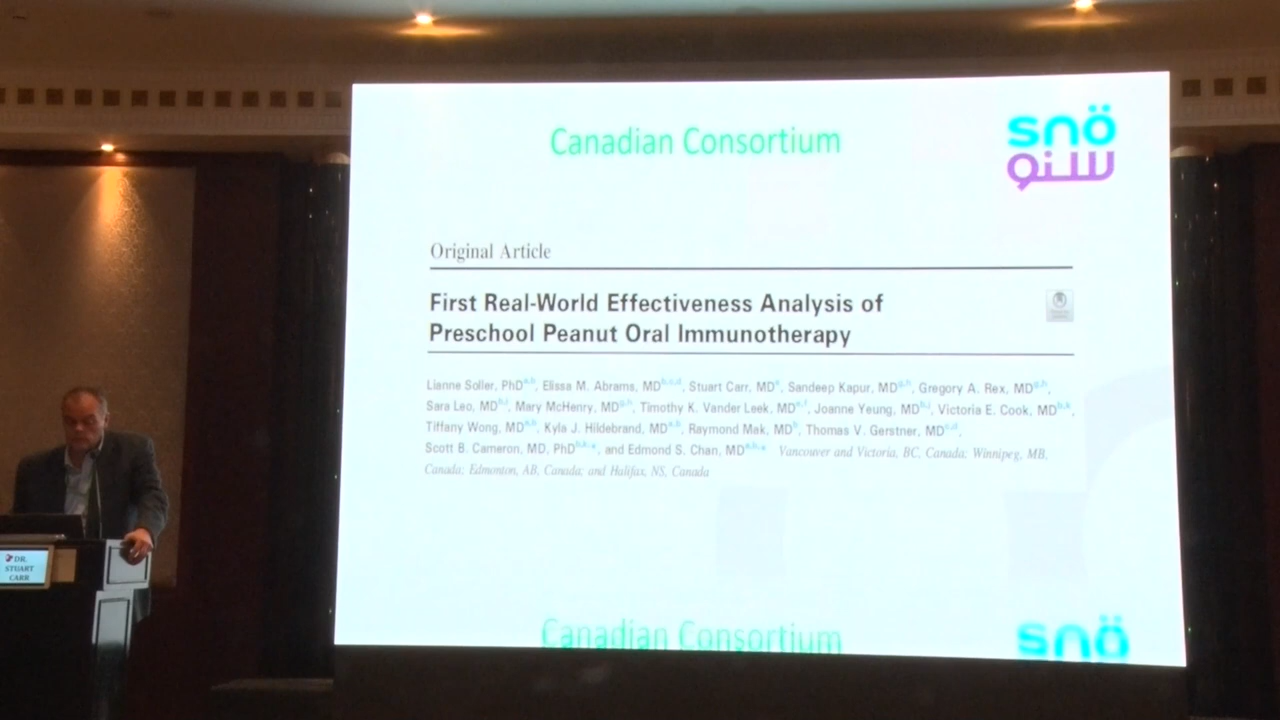 Canadian Consortium
snö
سنو
Original Article
First Real-World Effectiveness Analysis of
Preschool Peanut Oral Immunotherapy
Lianne Soller, PhD, Elissa M. Abrams, MD, Stuart Carr, MD, Sandeep Kapur, MD, Gregory A. Rex, MD,
Sara Leo, MD, Mary McHenry, MD, Timothy K. Vander Leek, MD, Joanne Yeung, MD, Victoria E. Cook, MD,
Tiffany Wong, MD, Kyla J. Hildebrand, MD, Raymond Mak, MD, Thomas V. Gerstner, MD,
Scott B. Cameron, MD, PhD, and Edmond S. Chan, MD Vancouver and Victoria, BC, Canada; Winnipeg, MB,
Canada; Edmonton, AB, Canada; and Halifax, NS, Canada
DR.
STUART
CARR
Canadian Consortium
snö